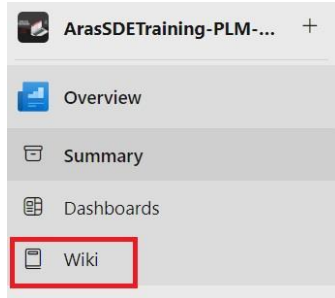 ArasSDETraining-PLM-... +
Overview
Summary
Dashboards
Wiki